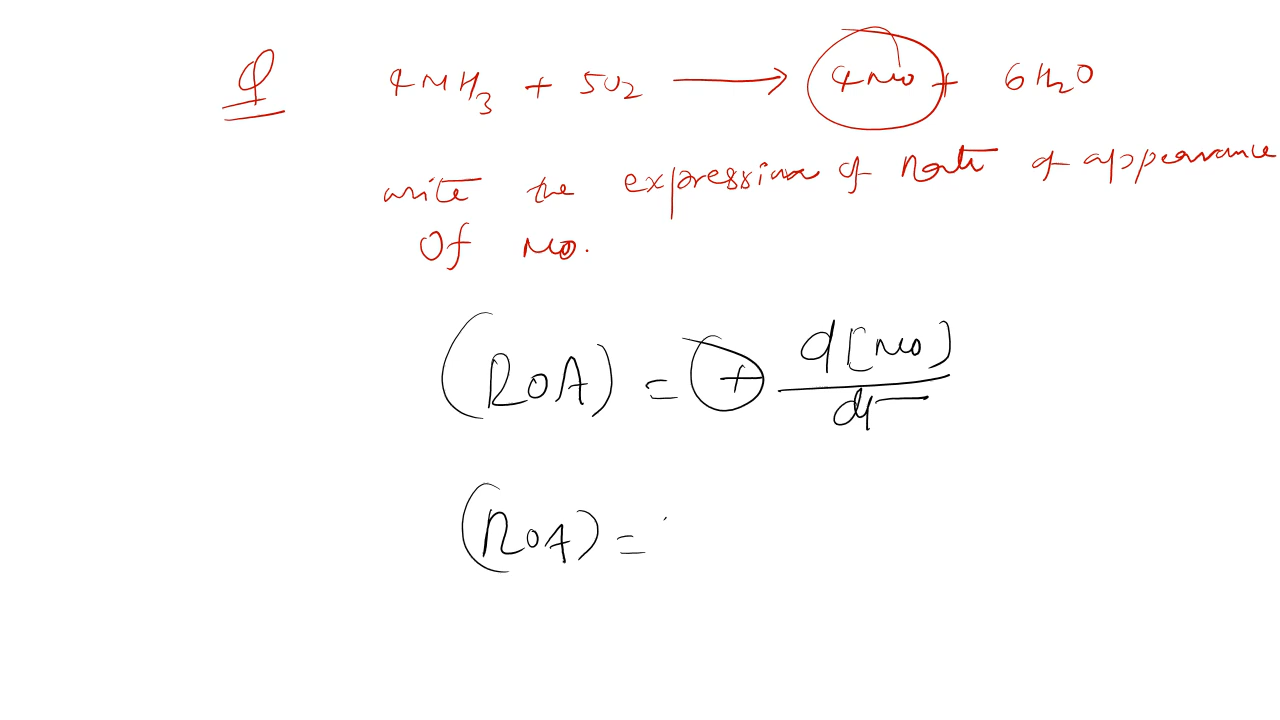 Q 4NH3 + 5O2 → 4NO + 6H2O
write the expression of Rate of appearance
Of NO.
(ROA) = + d[NO]/dt
(ROA) =